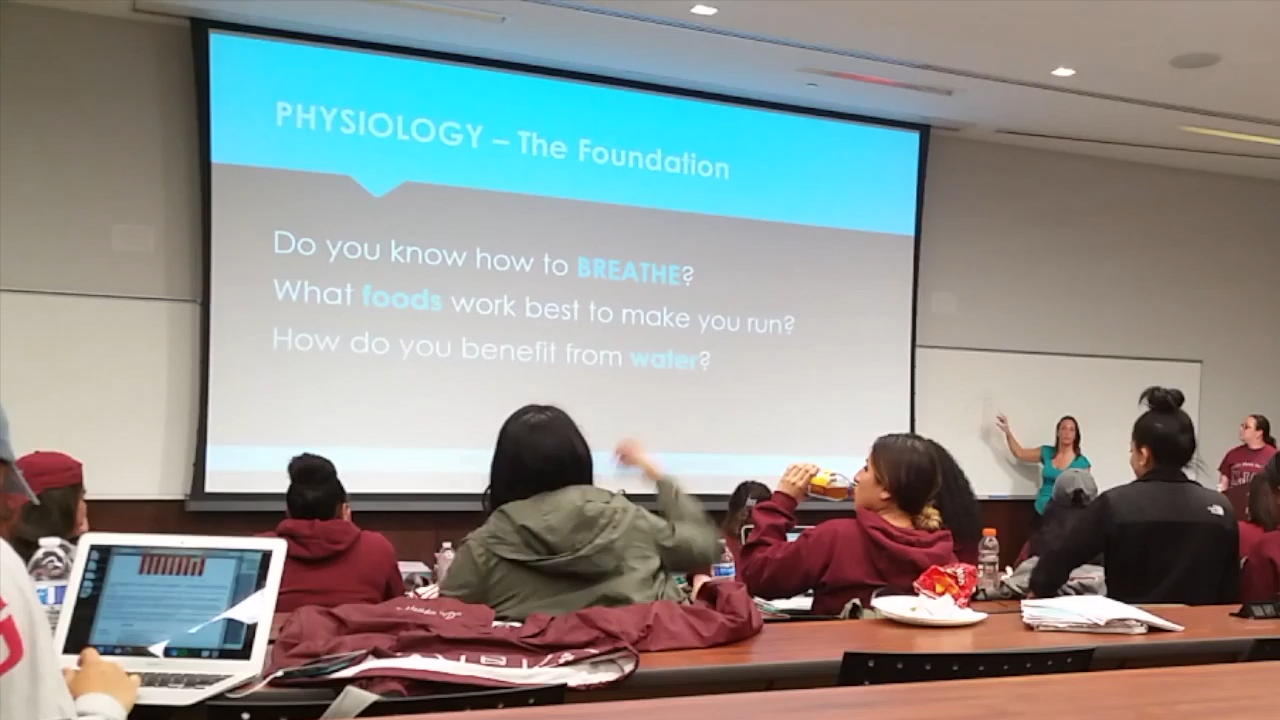 PHYSIOLOGY – The Foundation
Do you know how to BREATHE?
What foods work best to make you run?
How do you benefit from water?